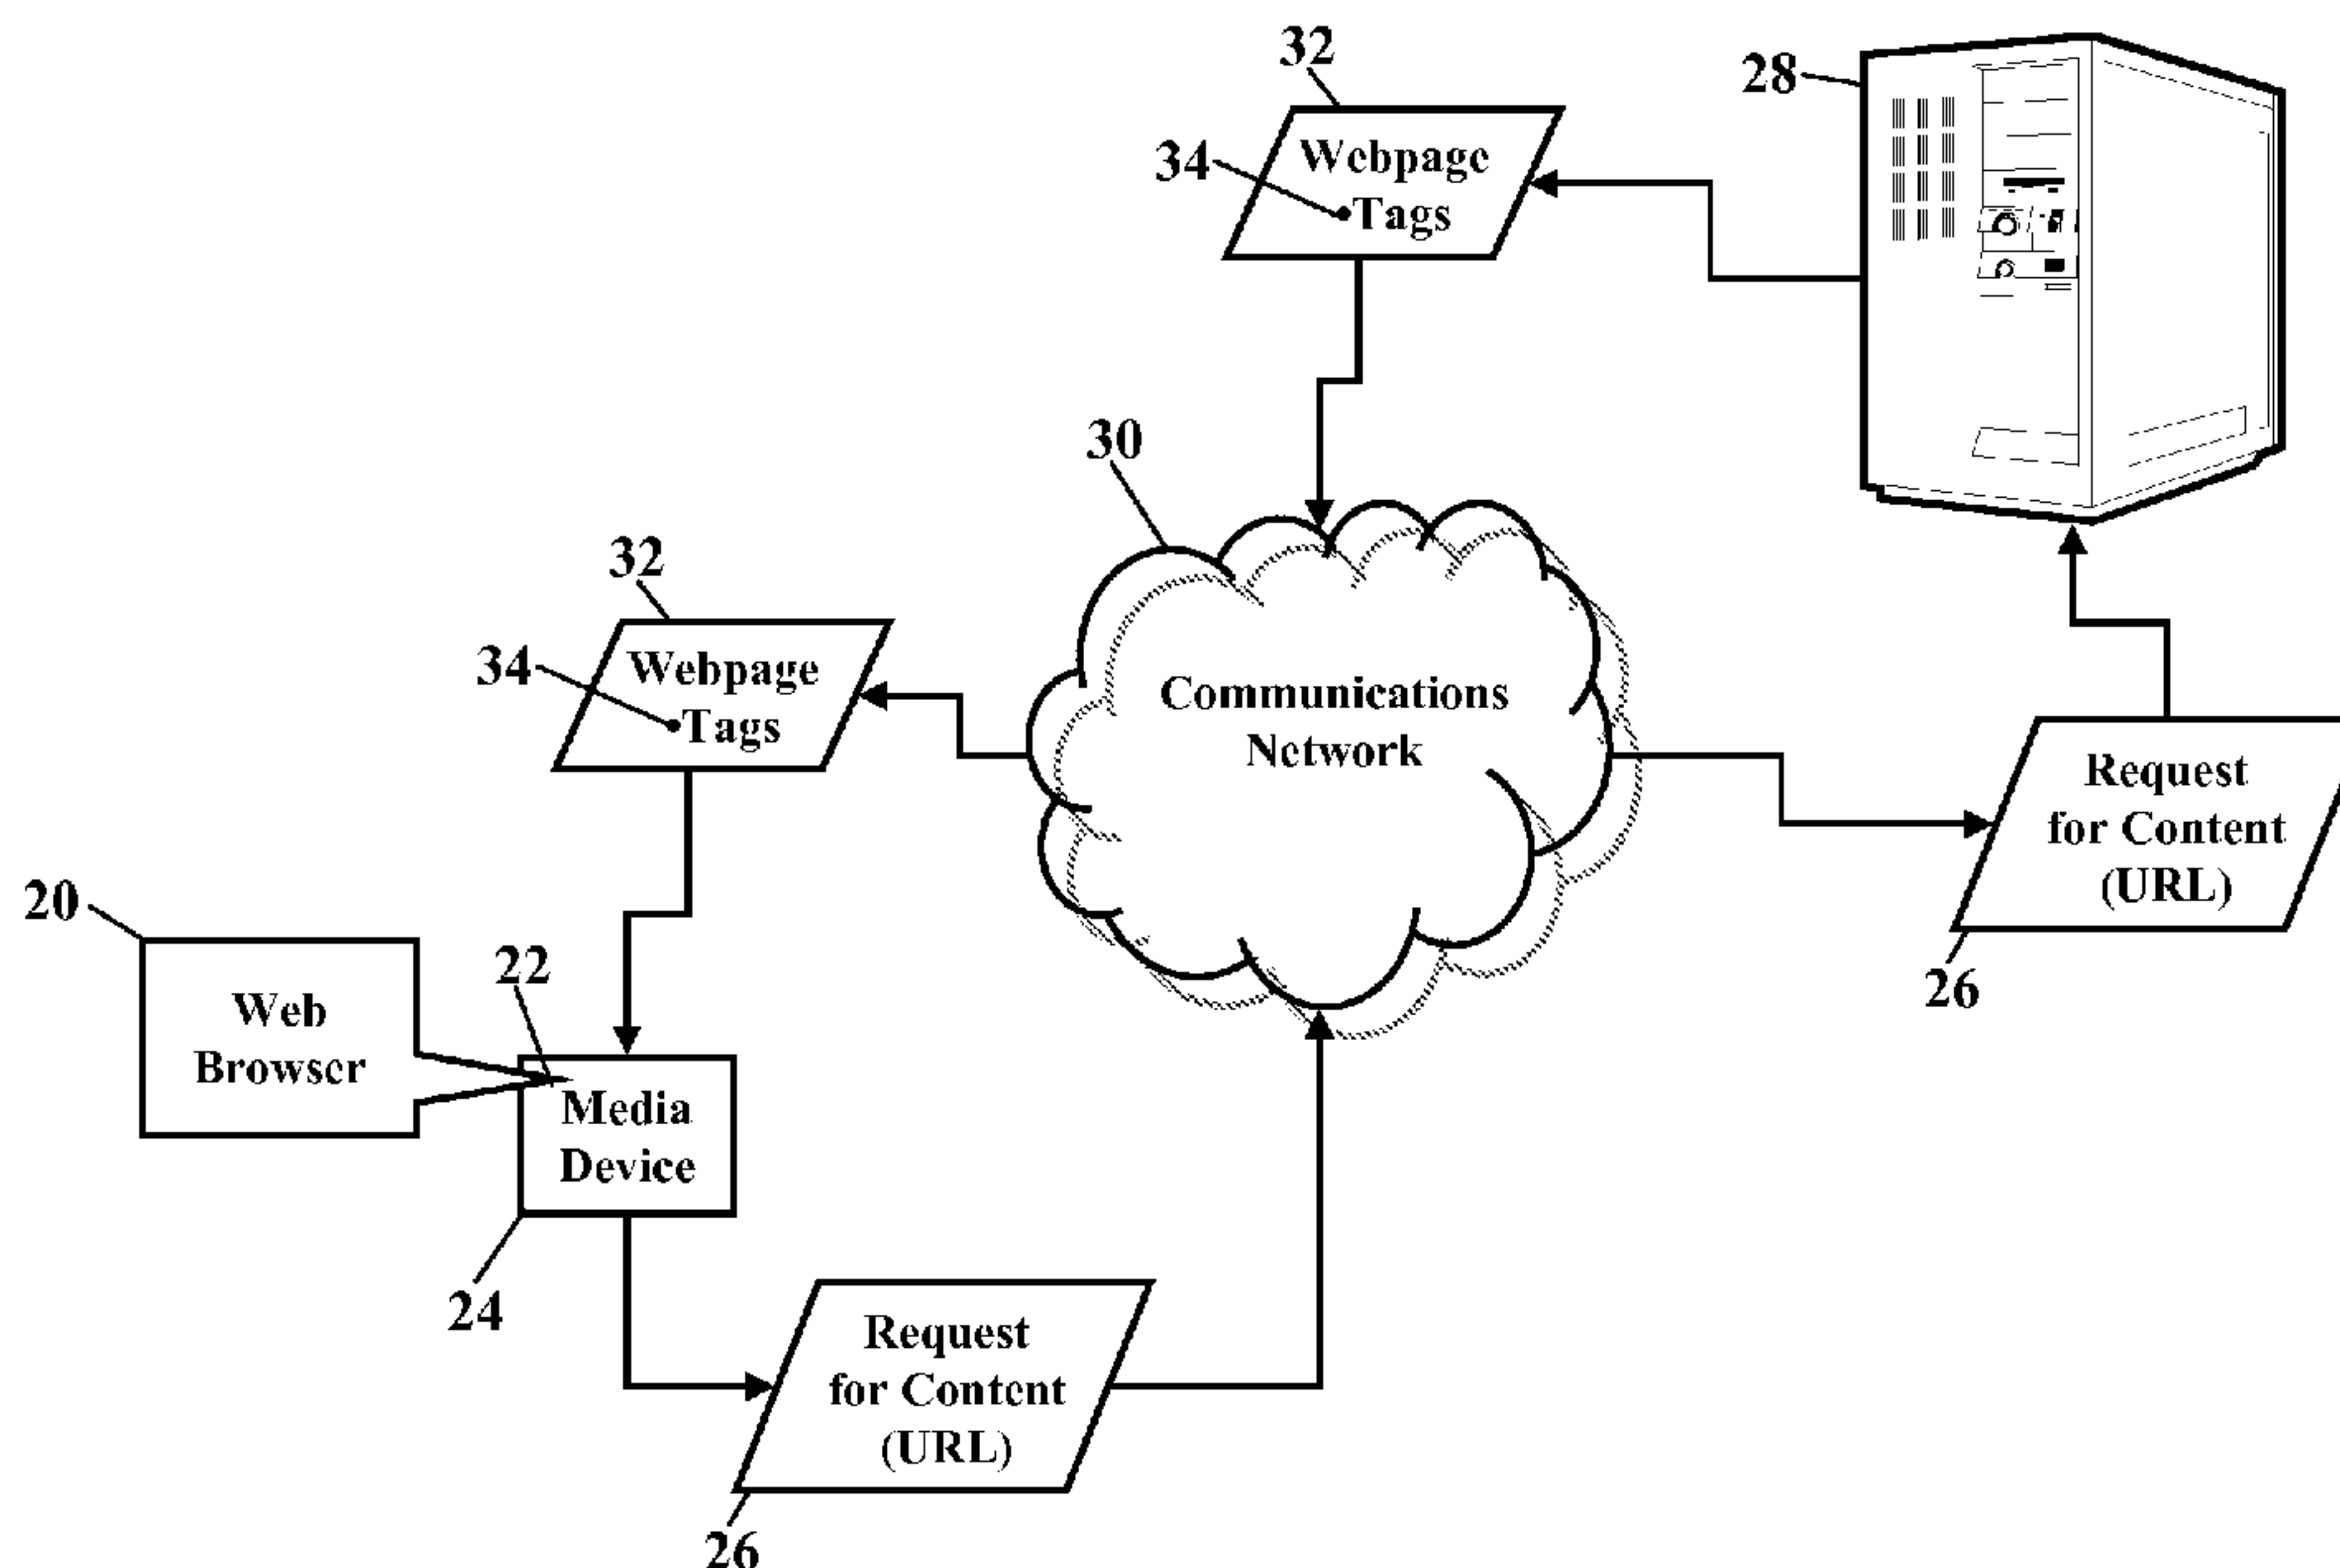 32
28
34
Webpage
Tags
30
32
34
Webpage
Tags
Communications
Network
Request
for Content
(URL)
26
20
22
Web
Browser
Media
Device
24
Request
for Content
(URL)
26